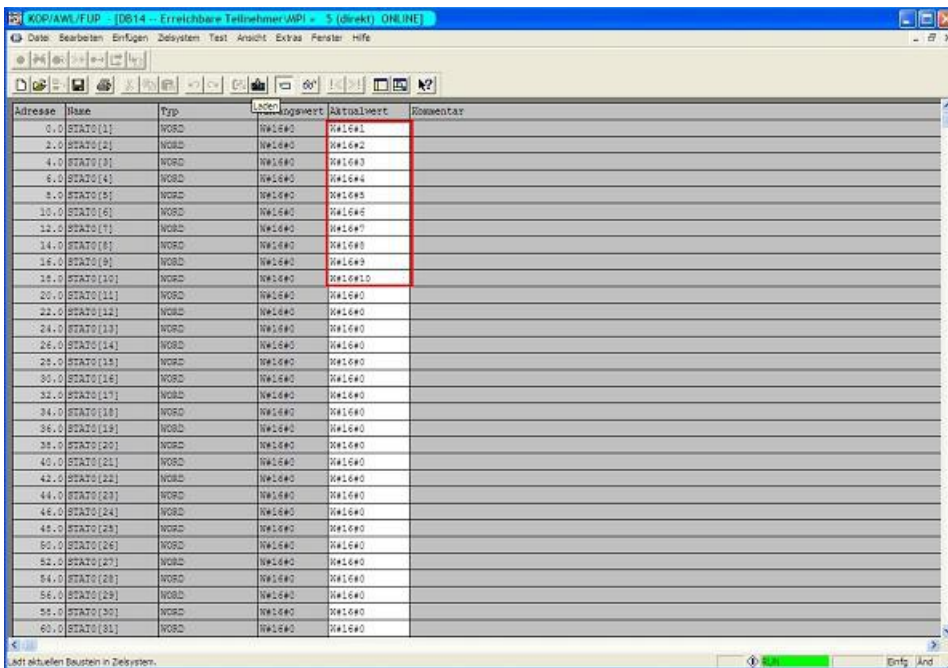 KOP/AWL/FUP - [DB14 -- Erreichbare Teilnehmer\MPI = 5 (direkt) ONLINE]
Datei Bearbeiten Einfügen Zielsystem Test Ansicht Extras Fenster Hilfe
Laden
Adresse Name Typ Aktualwert Kommentar
0.0 STAT0[1] WORD W#16#0 W#16#1
2.0 STAT0[2] WORD W#16#0 W#16#2
4.0 STAT0[3] WORD W#16#0 W#16#3
6.0 STAT0[4] WORD W#16#0 W#16#4
8.0 STAT0[5] WORD W#16#0 W#16#5
10.0 STAT0[6] WORD W#16#0 W#16#6
12.0 STAT0[7] WORD W#16#0 W#16#7
14.0 STAT0[8] WORD W#16#0 W#16#8
16.0 STAT0[9] WORD W#16#0 W#16#9
18.0 STAT0[10] WORD W#16#0 W#16#10
20.0 STAT0[11] WORD W#16#0 W#16#0
22.0 STAT0[12] WORD W#16#0 W#16#0
24.0 STAT0[13] WORD W#16#0 W#16#0
26.0 STAT0[14] WORD W#16#0 W#16#0
28.0 STAT0[15] WORD W#16#0 W#16#0
30.0 STAT0[16] WORD W#16#0 W#16#0
32.0 STAT0[17] WORD W#16#0 W#16#0
34.0 STAT0[18] WORD W#16#0 W#16#0
36.0 STAT0[19] WORD W#16#0 W#16#0
38.0 STAT0[20] WORD W#16#0 W#16#0
40.0 STAT0[21] WORD W#16#0 W#16#0
42.0 STAT0[22] WORD W#16#0 W#16#0
44.0 STAT0[23] WORD W#16#0 W#16#0
46.0 STAT0[24] WORD W#16#0 W#16#0
48.0 STAT0[25] WORD W#16#0 W#16#0
50.0 STAT0[26] WORD W#16#0 W#16#0
52.0 STAT0[27] WORD W#16#0 W#16#0
54.0 STAT0[28] WORD W#16#0 W#16#0
56.0 STAT0[29] WORD W#16#0 W#16#0
58.0 STAT0[30] WORD W#16#0 W#16#0
60.0 STAT0[31] WORD W#16#0 W#16#0
Lädt aktuellen Baustein in Zielsystem. RUN Einfg Änd